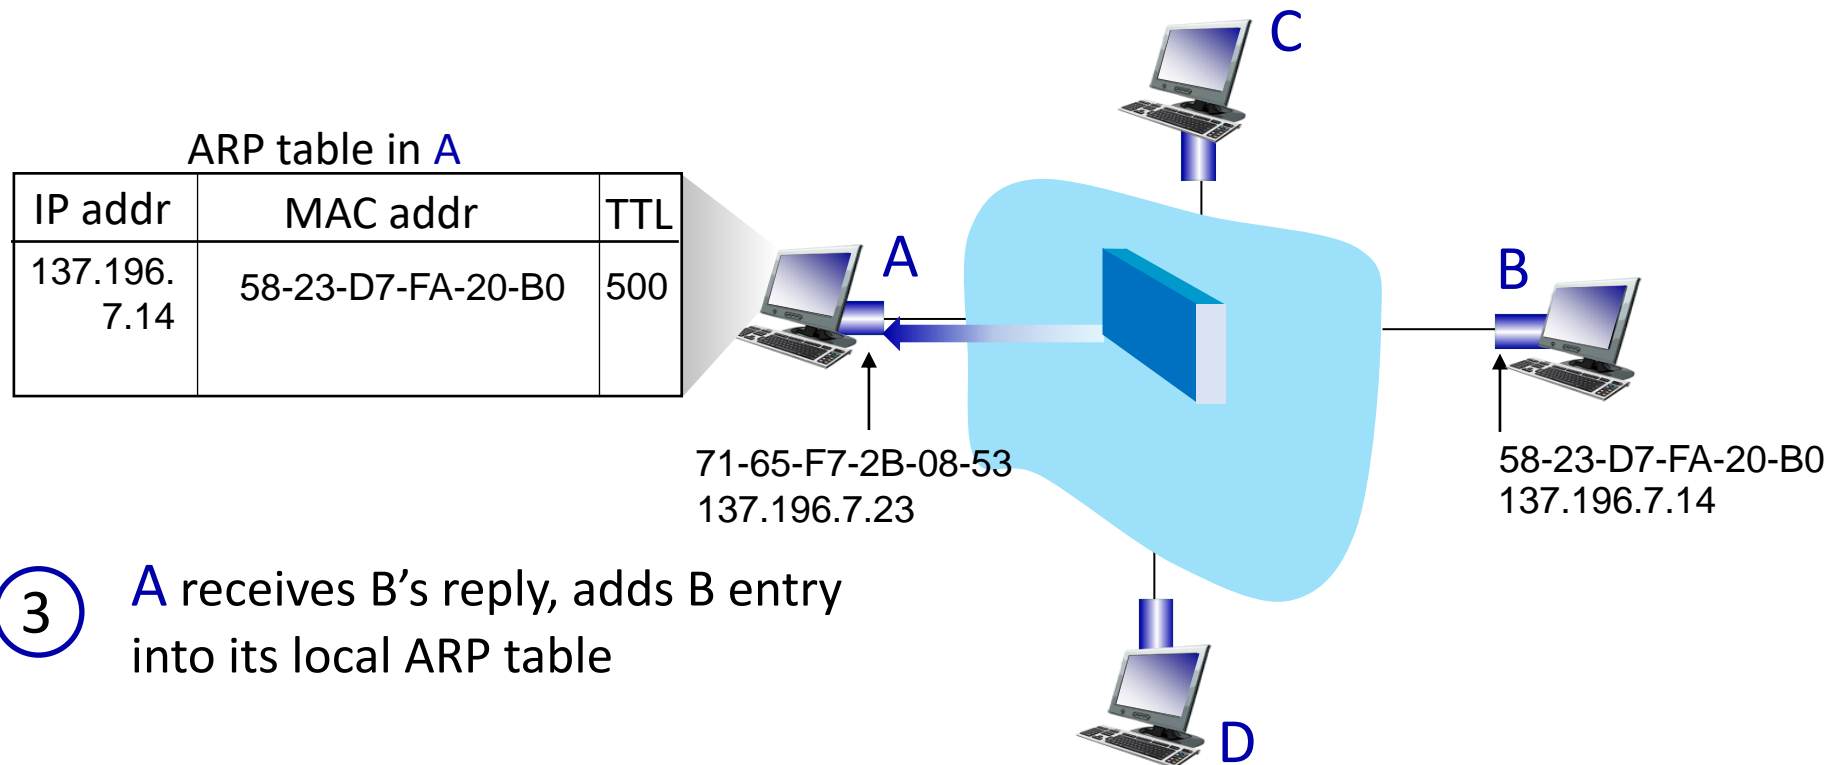 C
ARP table in A
IP addr MAC addr TTL
137.196.
7.14
58-23-D7-FA-20-B0 500
A
B
71-65-F7-2B-08-53
137.196.7.23
58-23-D7-FA-20-B0
137.196.7.14
3
A receives B’s reply, adds B entry
into its local ARP table
D